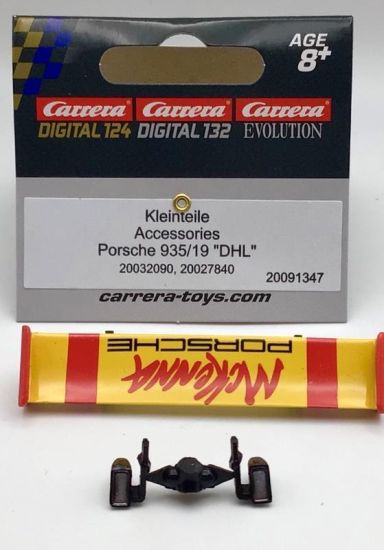 AGE
8+
Carrera Carrera Carrera
DIGITAL 124 DIGITAL 132 EVOLUTION
Kleinteile
Accessories
Porsche 935/19 "DHL"
20032090, 20027840
20091347
carrera-toys.com
PORSCHE
McKenna